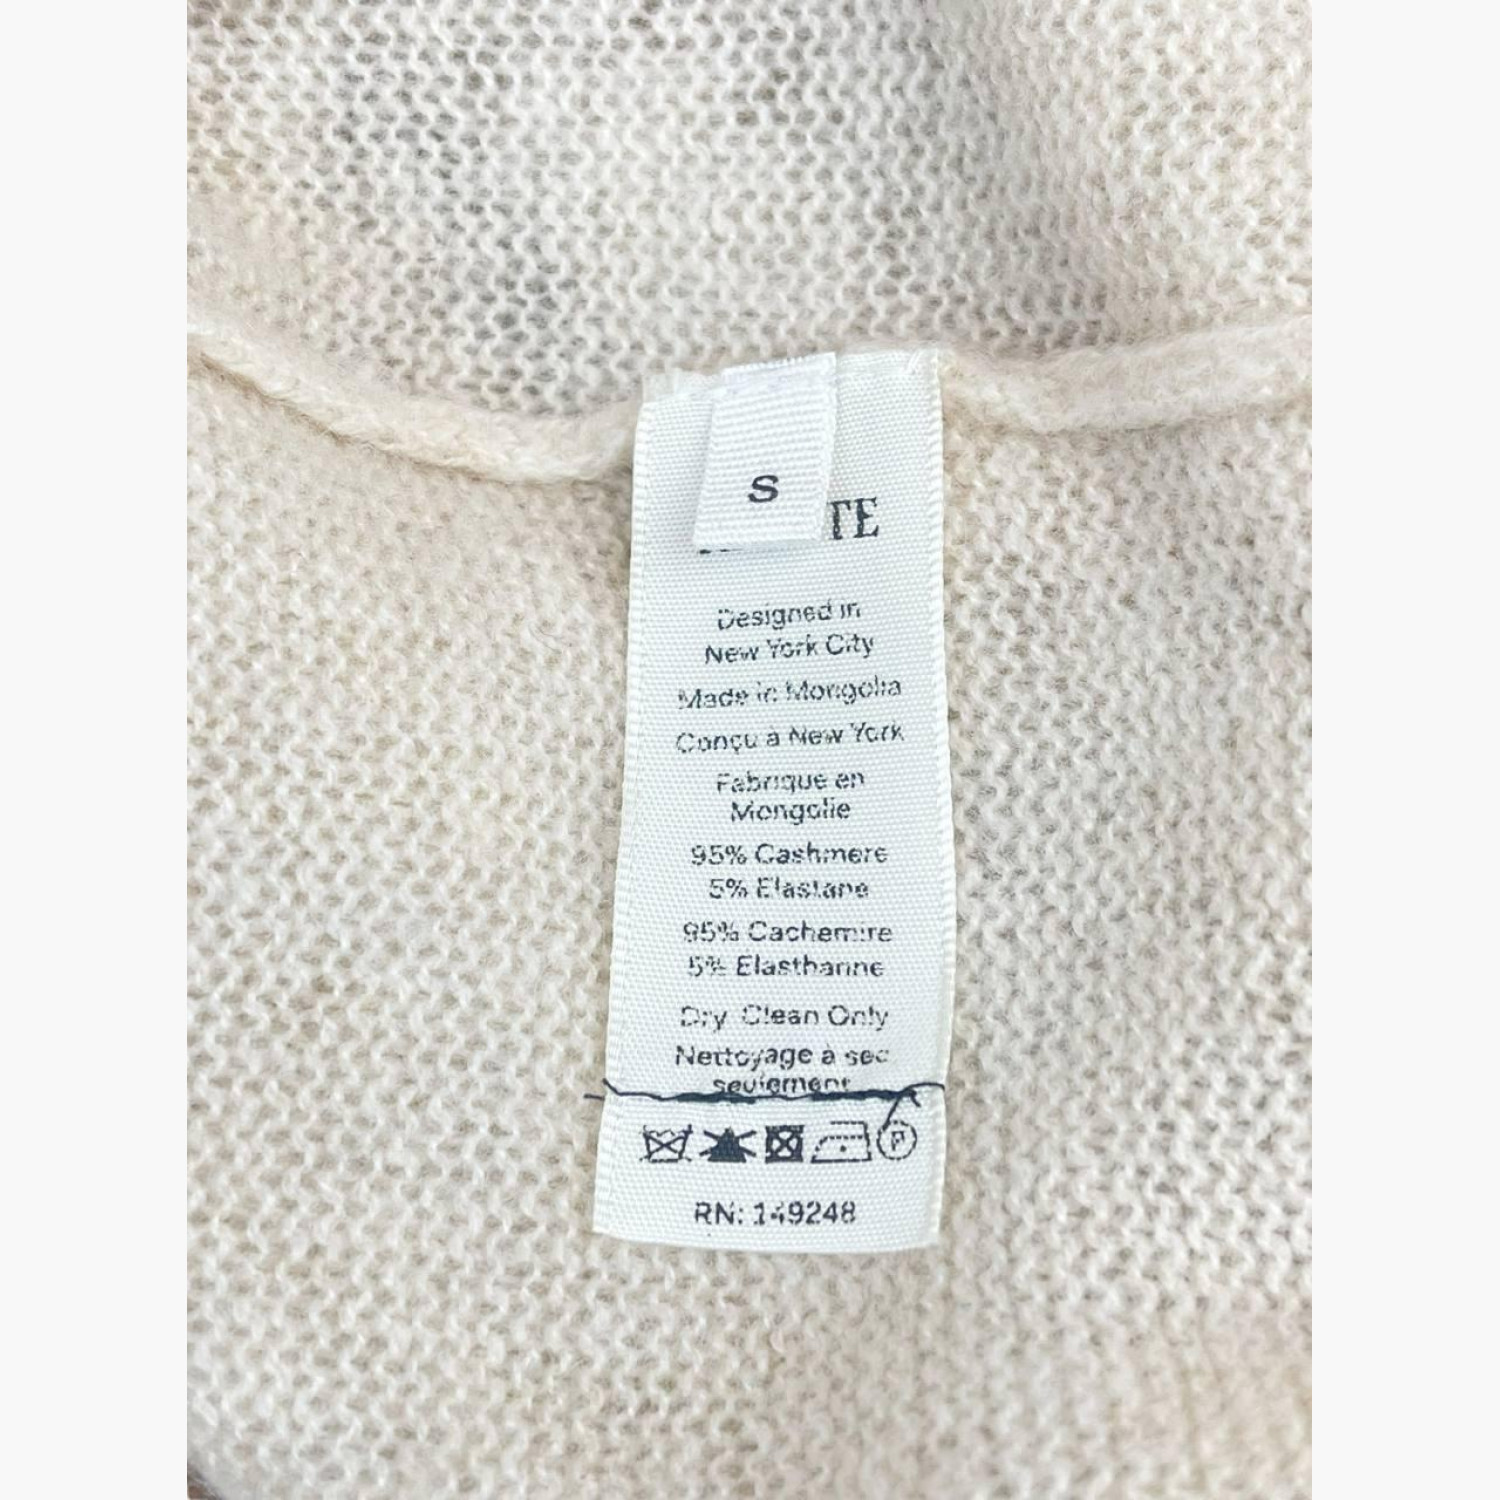 S
TE
Designed in
New York City
Made in Mongolia
Conçu à New York
Fabrique en
Mongolie
95% Cashmere
5% Elastane
95% Cachemire
5% Elasthanne
Dry Clean Only
Nettoyage à sec
seulement
P
RN: 149248